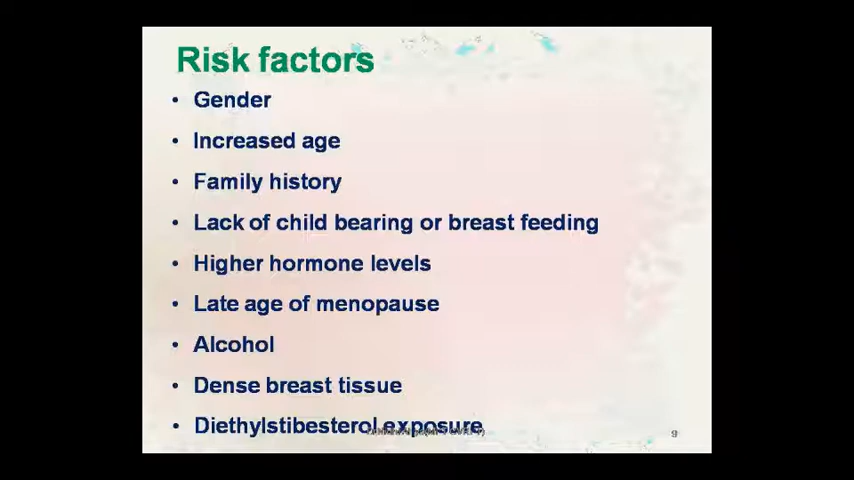 Risk factors
• Gender
• Increased age
• Family history
• Lack of child bearing or breast feeding
• Higher hormone levels
• Late age of menopause
• Alcohol
• Dense breast tissue
• Diethylstibesterol exposure
9